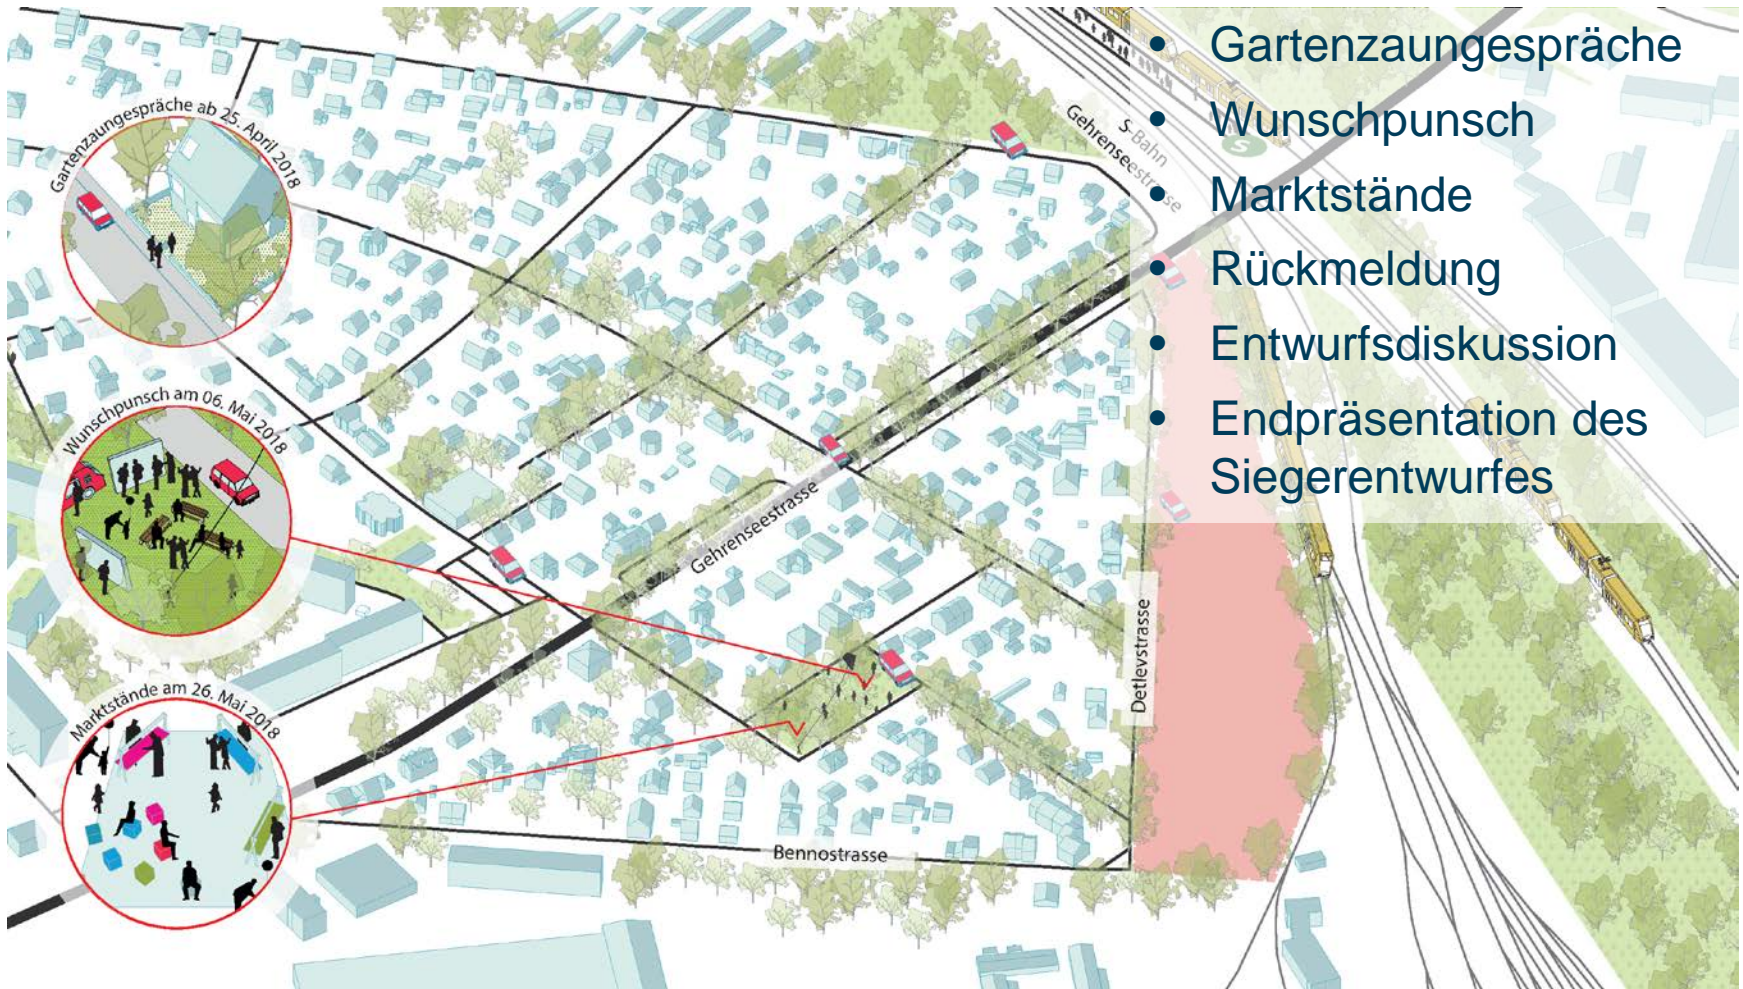 • Gartenzaungespräche
• Wunschpunsch
• Marktstände
• Rückmeldung
• Entwurfsdiskussion
• Endpräsentation des
Siegerentwurfes
Gartenzaungespräche ab 25. April 2018
Wunschpunsch am 06. Mai 2018
Marktstände am 26. Mai 2018
S-Bahn
Gehrenseestrasse
S
Gehrenseestrasse
Detlevstrasse
Bennostrasse